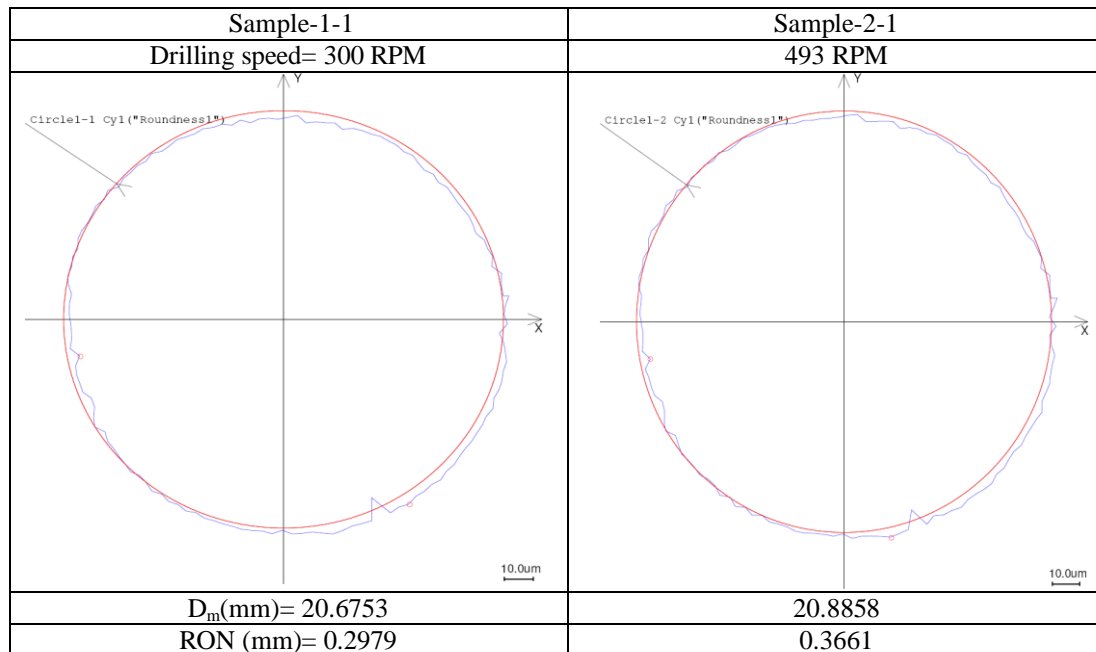 Sample-1-1
Sample-2-1
Drilling speed= 300 RPM
493 RPM
Y
Circle1-1 Cy1("Roundness1")
X
10.0um
Y
Circle1-2 Cy1("Roundness1")
X
10.0um
Dm(mm)= 20.6753
20.8858
RON (mm)= 0.2979
0.3661